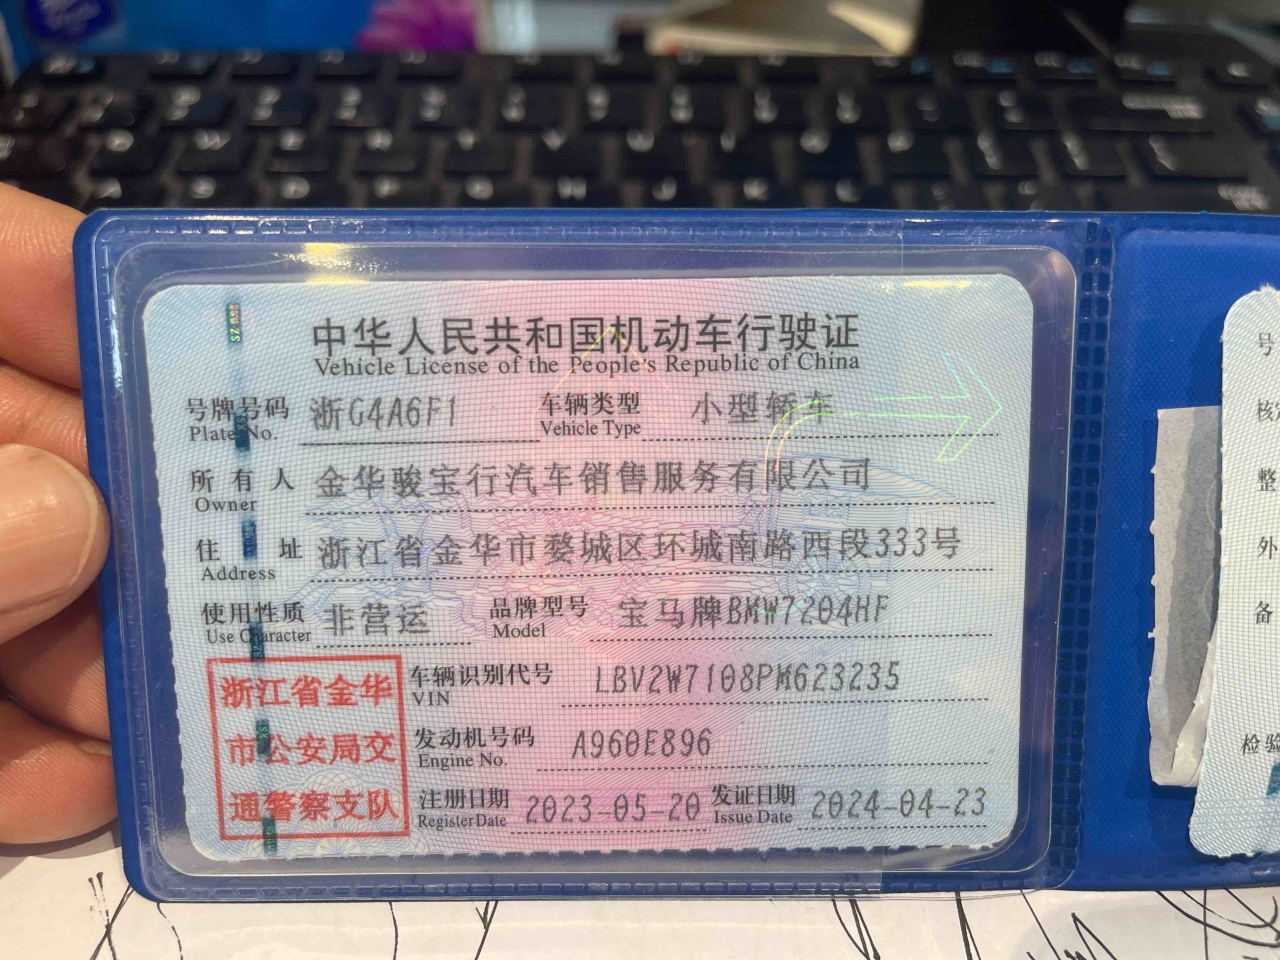 中华人民共和国机动车行驶证
Vehicle License of the People's Republic of China
号牌号码 浙G4A6F1 车辆类型 小型轿车
Plate No. Vehicle Type
所有人 金华骏宝行汽车销售服务有限公司
Owner
住址 浙江省金华市婺城区环城南路西段333号
Address
使用性质 非营运 品牌型号 宝马牌BMW7204HF
Use Character Model
浙江省金华
市公安局交
通警察支队
车辆识别代号 LBV2W7108PM623235
VIN
发动机号码 A960E896
Engine No.
注册日期 2023-05-20 发证日期 2024-04-23
Register Date Issue Date
号
核
整
外
备
检验